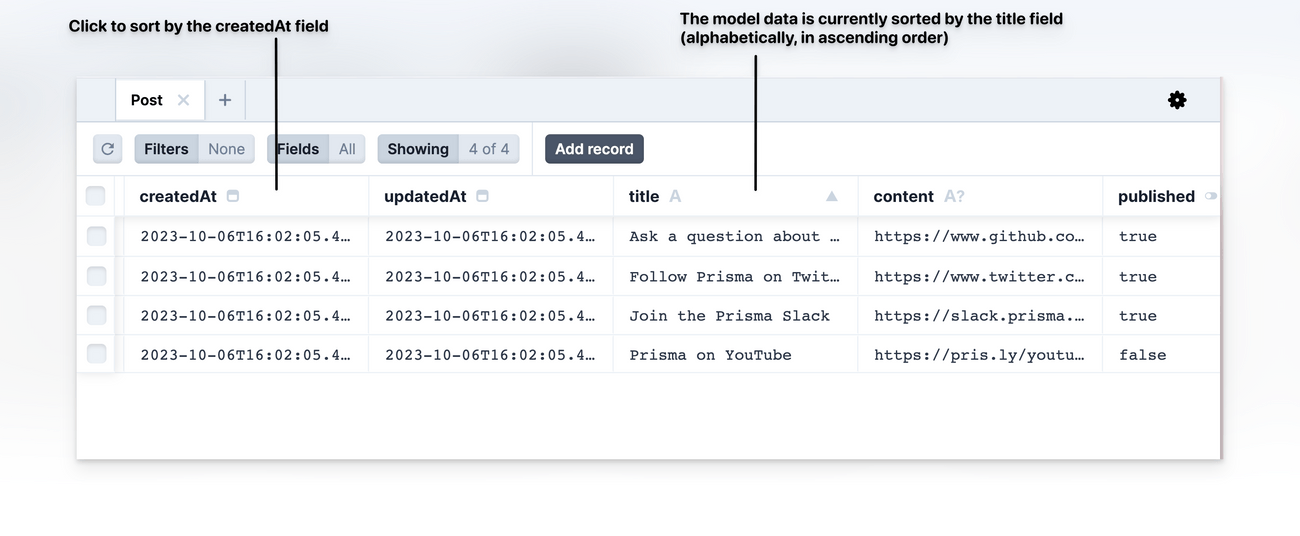 Click to sort by the createdAt field
The model data is currently sorted by the title field
(alphabetically, in ascending order)
Post
Filters None Fields All Showing 4 of 4 Add record
createdAt updatedAt title A content A? published
2023-10-06T16:02:05.4… 2023-10-06T16:02:05.4… Ask a question about … https://www.github.co… true
2023-10-06T16:02:05.4… 2023-10-06T16:02:05.4… Follow Prisma on Twit… https://www.twitter.c… true
2023-10-06T16:02:05.4… 2023-10-06T16:02:05.4… Join the Prisma Slack https://slack.prisma.… true
2023-10-06T16:02:05.4… 2023-10-06T16:02:05.4… Prisma on YouTube https://pris.ly/youtu… false